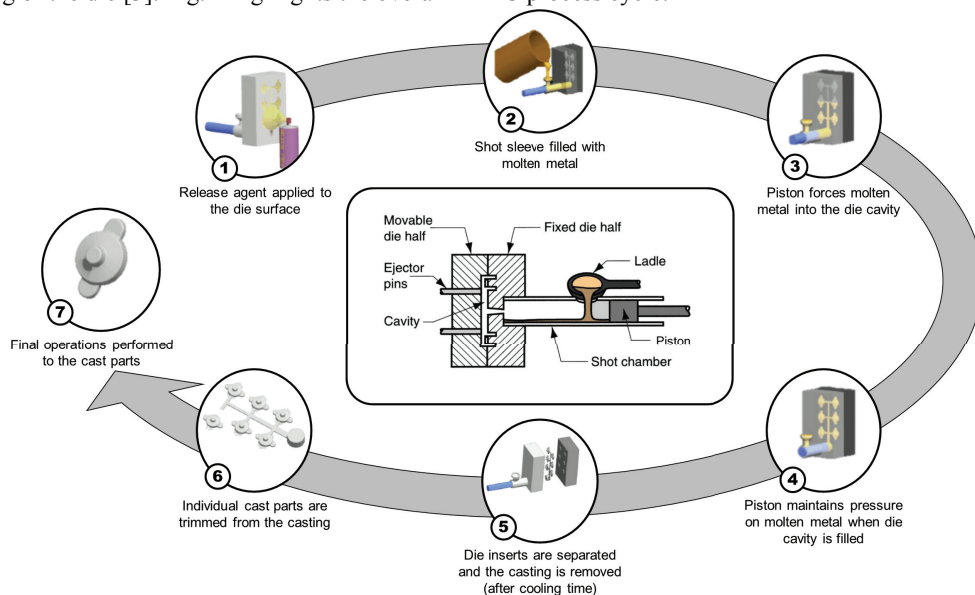 1
Release agent applied to
the die surface
2
Shot sleeve filled with
molten metal
3
Piston forces molten
metal into the die cavity
Movable
die half
Fixed die half
Ejector
pins
Ladle
Cavity
Piston
Shot chamber
4
Piston maintains pressure
on molten metal when die
cavity is filled
5
Die inserts are separated
and the casting is removed
(after cooling time)
6
Individual cast parts are
trimmed from the casting
7
Final operations performed
to the cast parts